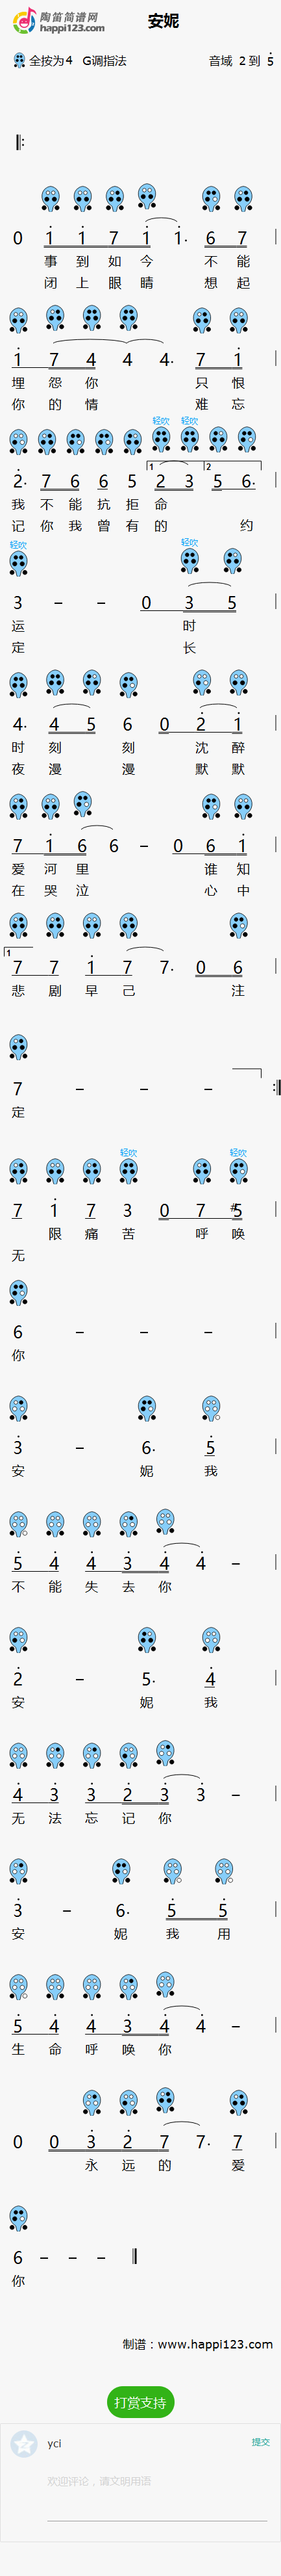 陶笛简谱网
happi123.com
安妮
全按为4 G调指法
音域 2 到 5
0 1 1 7 1 1. 6 7
事 到 如 今 不 能
闭 上 眼 睛 想 起
1 7 4 4 4. 7 1
埋 怨 你 只 恨
你 的 情 难 忘
轻吹 轻吹
1 2
2. 7 6 6 5 2 3 5 6.
我 不 能 抗 拒 命
记 你 我 曾 有 的 约
轻吹 轻吹
3 – – 0 3 5
运 时
定 长
4. 4 5 6 0 2 1
时 刻 刻 沈 醉
夜 漫 漫 默 默
7 1 6 6 – 0 6 1
爱 河 里 谁 知
在 哭 泣 心 中
1
7 7 1 7 7. 0 6
悲 剧 早 己 注
7 – – –
定
轻吹 轻吹
7 1 7 3 0 7 #5
限 痛 苦 呼 唤
无
6 – – –
你
3 – 6. 5
安 妮 我
5 4 4 3 4 4 –
不 能 失 去 你
2 – 5. 4
安 妮 我
4 3 3 2 3 3 –
无 法 忘 记 你
3 – 6. 5 5
安 妮 我 用
5 4 4 3 4 4 –
生 命 呼 唤 你
0 0 3 2 7 7. 7
永 远 的 爱
6 – – –
你
制谱：www.happi123.com
打赏支持
yci
提交
欢迎评论，请文明用语